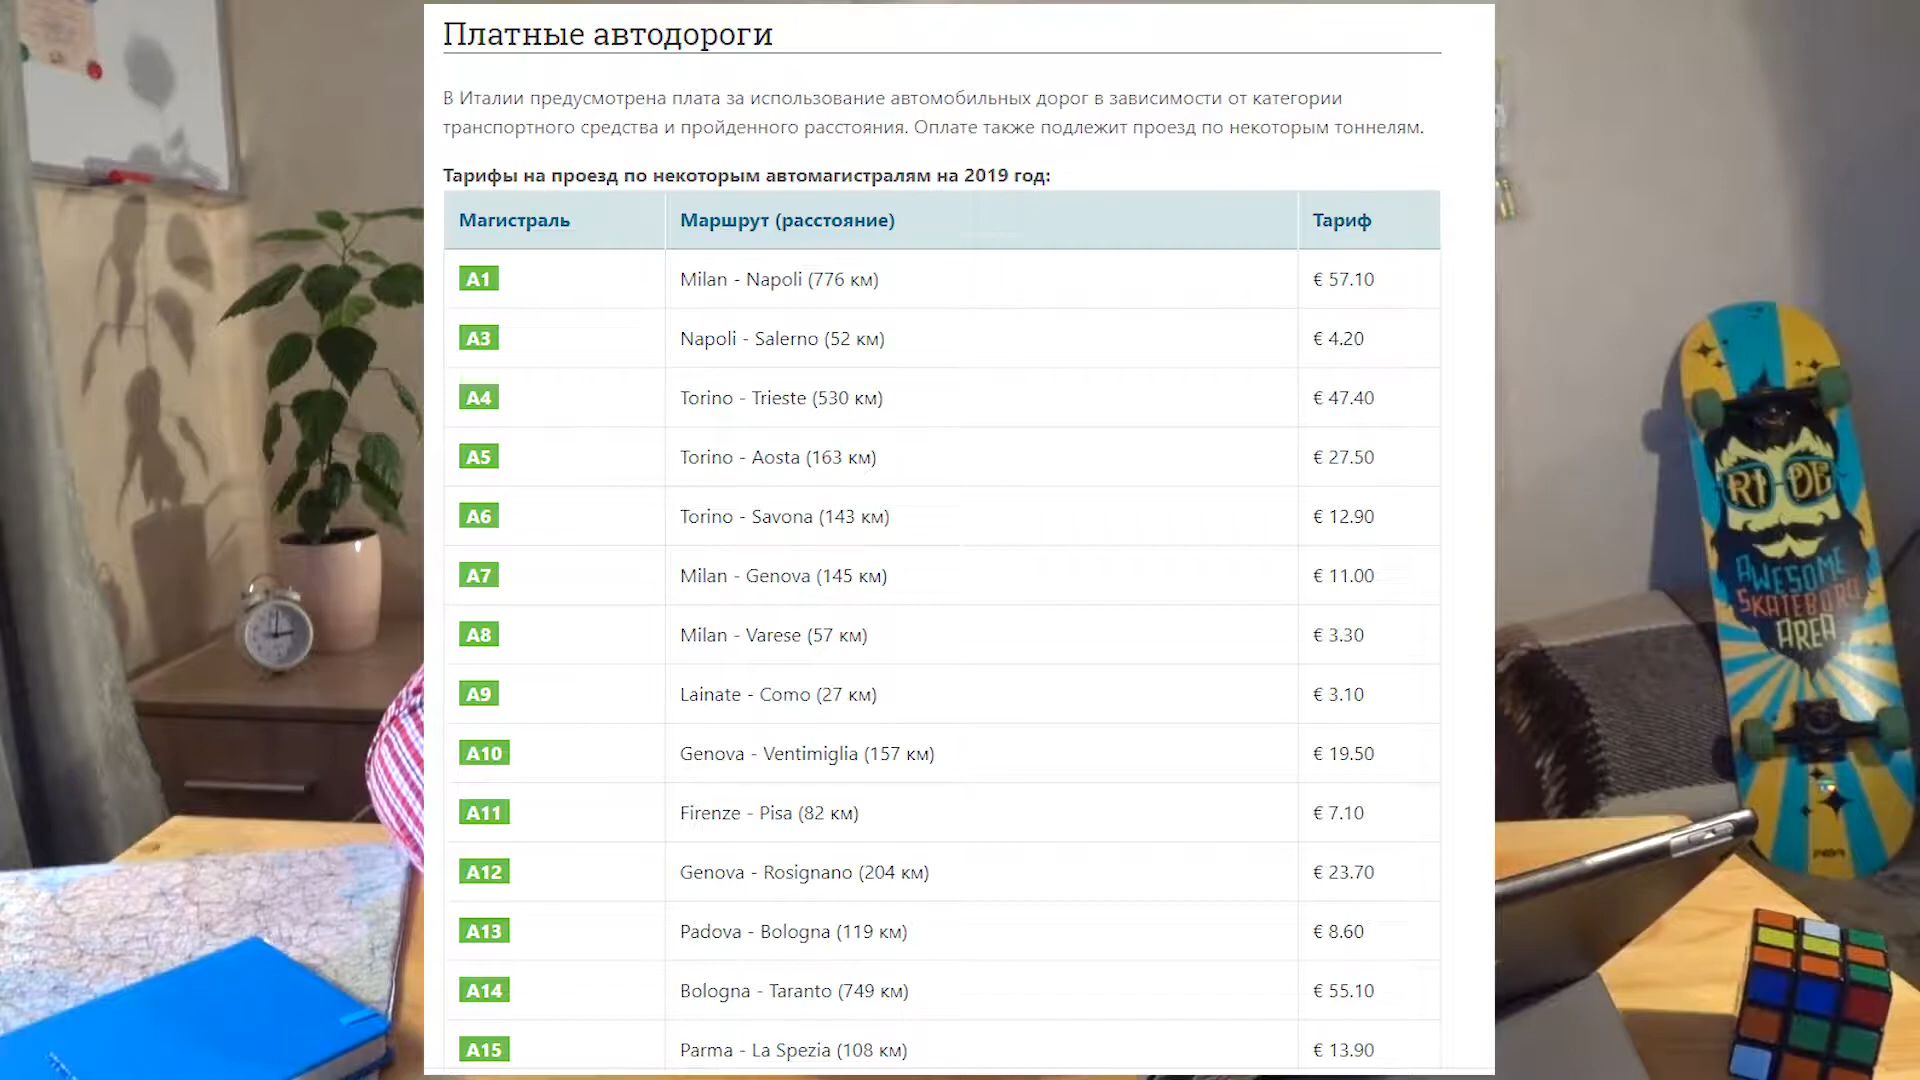 Платные автодороги
В Италии предусмотрена плата за использование автомобильных дорог в зависимости от категории
транспортного средства и пройденного расстояния. Оплате также подлежит проезд по некоторым тоннелям.
Тарифы на проезд по некоторым автомагистралям на 2019 год:
Магистраль Маршрут (расстояние) Тариф
A1 Milan - Napoli (776 км) € 57.10
A3 Napoli - Salerno (52 км) € 4.20
A4 Torino - Trieste (530 км) € 47.40
A5 Torino - Aosta (163 км) € 27.50
A6 Torino - Savona (143 км) € 12.90
A7 Milan - Genova (145 км) € 11.00
A8 Milan - Varese (57 км) € 3.30
A9 Lainate - Como (27 км) € 3.10
A10 Genova - Ventimiglia (157 км) € 19.50
A11 Firenze - Pisa (82 км) € 7.10
A12 Genova - Rosignano (204 км) € 23.70
A13 Padova - Bologna (119 км) € 8.60
A14 Bologna - Taranto (749 км) € 55.10
A15 Parma - La Spezia (108 км) € 13.90
RIDE
AWESOME
SKATEBORD
AREA